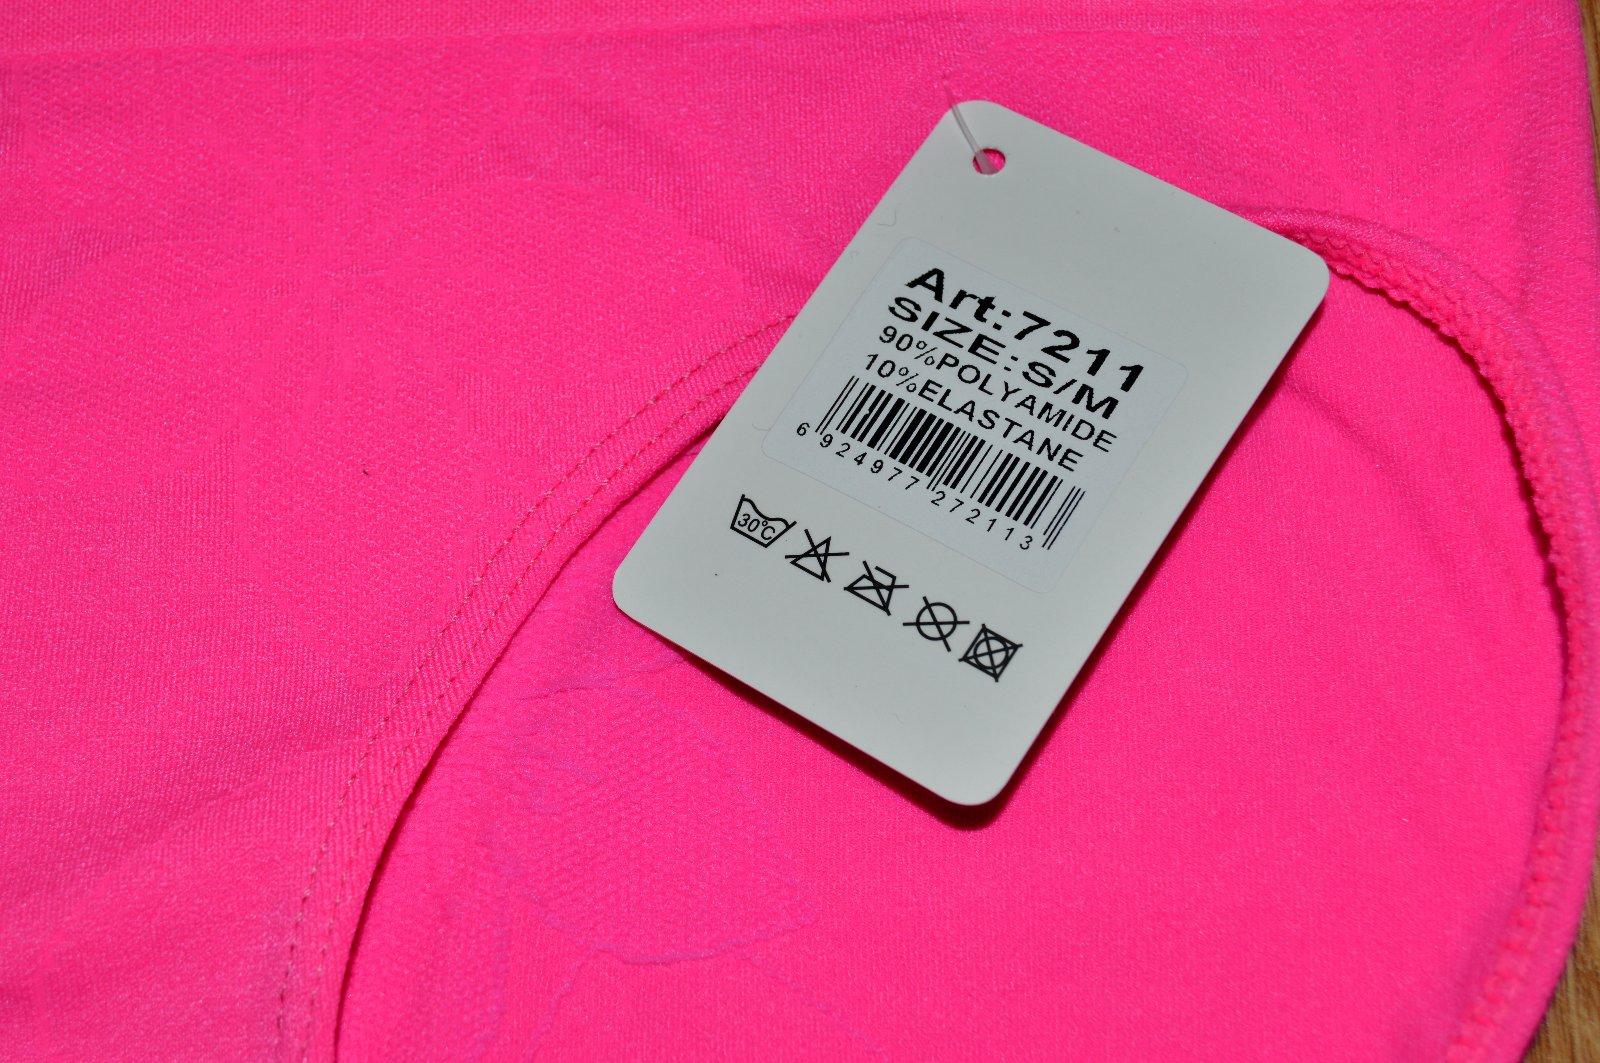 Art:7211
SIZE:S/M
90%POLYAMIDE
10%ELASTANE
6 924977 272113
30°C